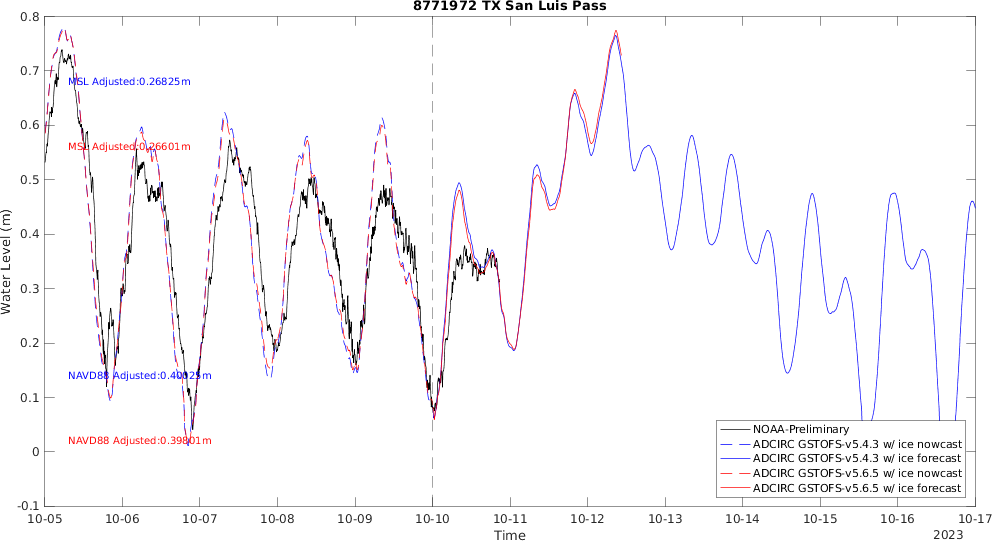 8771972 TX San Luis Pass
0.8
0.7
0.6
0.5
0.4
0.3
0.2
0.1
0
-0.1
Water Level (m)
MSL Adjusted:0.26825m
MSL Adjusted:0.26601m
NAVD88 Adjusted:0.40925m
NAVD88 Adjusted:0.39801m
NOAA-Preliminary
ADCIRC GSTOFS-v5.4.3 w/ ice nowcast
ADCIRC GSTOFS-v5.4.3 w/ ice forecast
ADCIRC GSTOFS-v5.6.5 w/ ice nowcast
ADCIRC GSTOFS-v5.6.5 w/ ice forecast
10-05 10-06 10-07 10-08 10-09 10-10 10-11 10-12 10-13 10-14 10-15 10-16 10-17
Time
2023